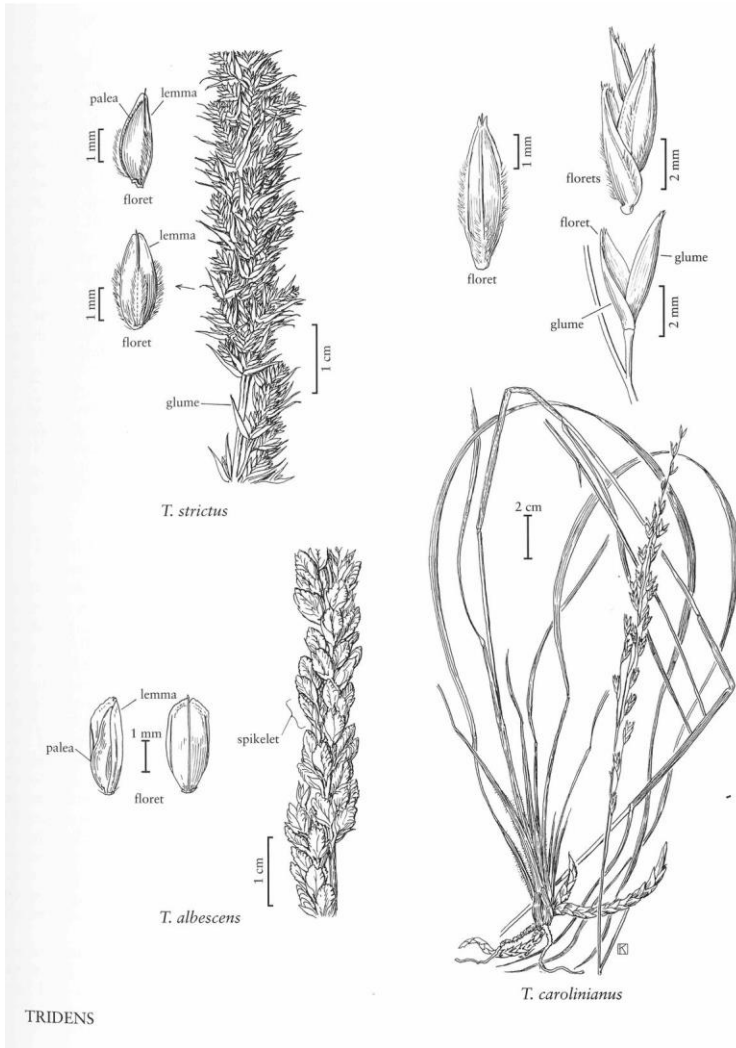 palea
lemma
1 mm
floret
lemma
1 mm
floret
glume
1 cm
T. strictus
1 mm
floret
florets
2 mm
floret
glume
glume
2 mm
2 cm
lemma
palea
1 mm
floret
spikelet
1 cm
T. albescens
K
T. carolinianus
TRIDENS